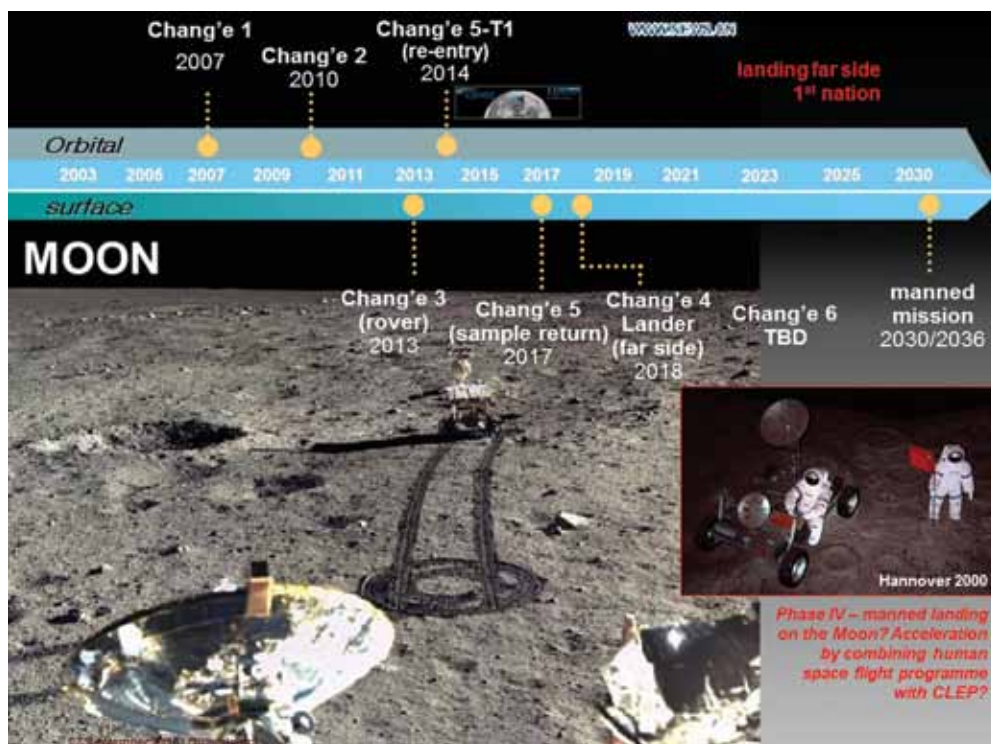 Chang'e 1
2007
Chang'e 2
2010
Chang'e 5-T1
(re-entry)
2014
landing far side
1st nation
Orbital
2003 2005 2007 2009 2011 2013 2015 2017 2019 2021 2023 2025 2030
surface
MOON
Chang'e 3
(rover)
2013
Chang'e 5
(sample return)
2017
Chang'e 4
Lander
(far side)
2018
Chang'e 6
TBD
manned
mission
2030/2036
Hannover 2000
Phase IV – manned landing
on the Moon? Acceleration
by combining human
space flight programme
with CLEP?